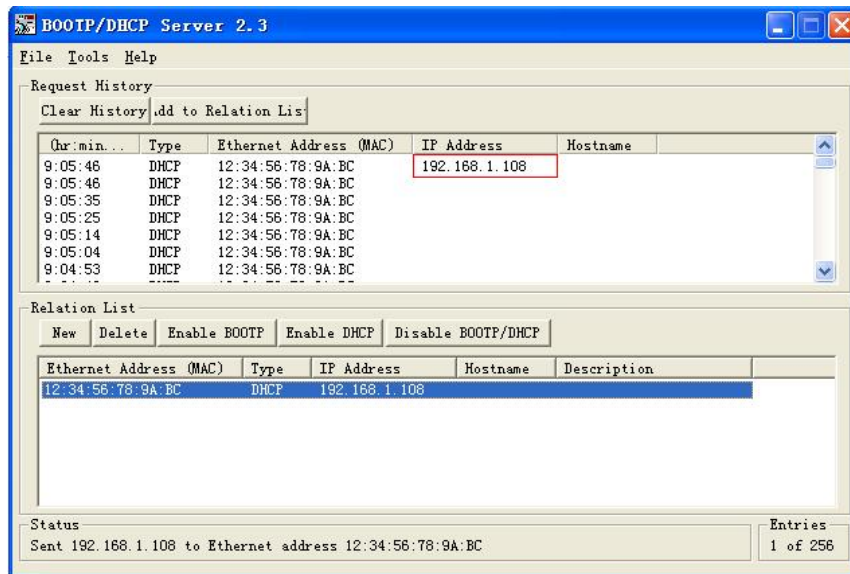 BOOTP/DHCP Server 2.3
File Tools Help
Request History
Clear History dd to Relation Lis
(hr:min... Type Ethernet Address (MAC) IP Address Hostname
9:05:46 DHCP 12:34:56:78:9A:BC 192.168.1.108
9:05:46 DHCP 12:34:56:78:9A:BC
9:05:35 DHCP 12:34:56:78:9A:BC
9:05:25 DHCP 12:34:56:78:9A:BC
9:05:14 DHCP 12:34:56:78:9A:BC
9:05:04 DHCP 12:34:56:78:9A:BC
9:04:53 DHCP 12:34:56:78:9A:BC
Relation List
New Delete Enable BOOTP Enable DHCP Disable BOOTP/DHCP
Ethernet Address (MAC) Type IP Address Hostname Description
12:34:56:78:9A:BC DHCP 192.168.1.108
Status Entries
Sent 192.168.1.108 to Ethernet address 12:34:56:78:9A:BC 1 of 256